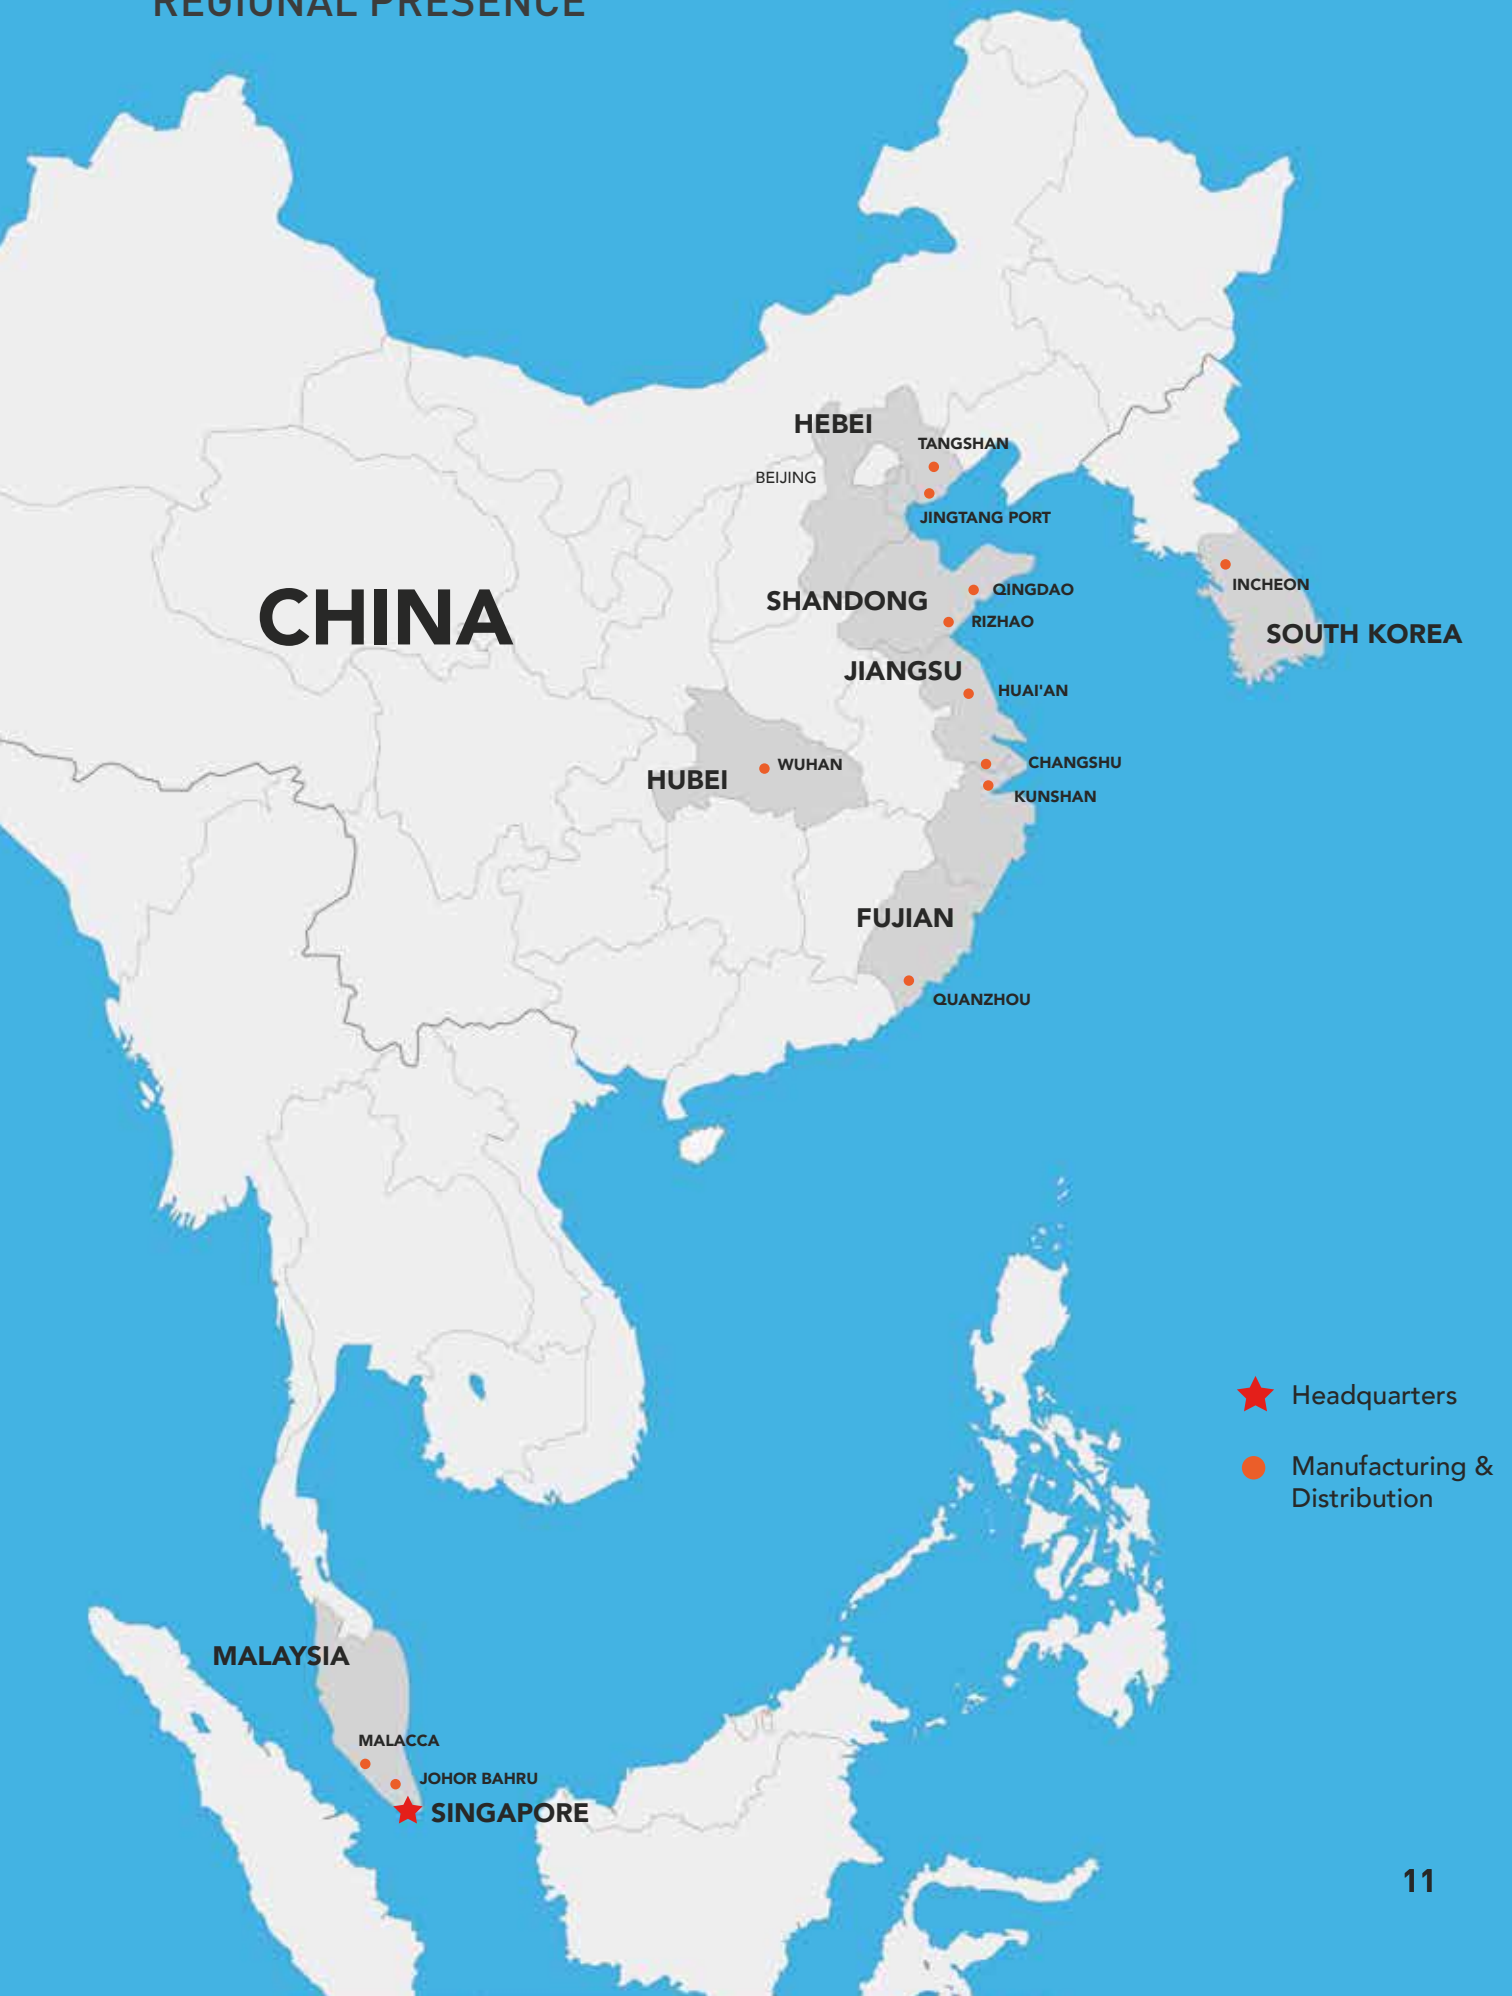 REGIONAL PRESENCE
HEBEI
TANGSHAN
BEIJING
JINGTANG PORT
INCHEON
QINGDAO
CHINA
SHANDONG
RIZHAO
SOUTH KOREA
JIANGSU
HUAI'AN
WUHAN
CHANGSHU
HUBEI
KUNSHAN
FUJIAN
QUANZHOU
Headquarters
Manufacturing &
Distribution
MALAYSIA
MALACCA
JOHOR BAHRU
SINGAPORE
11